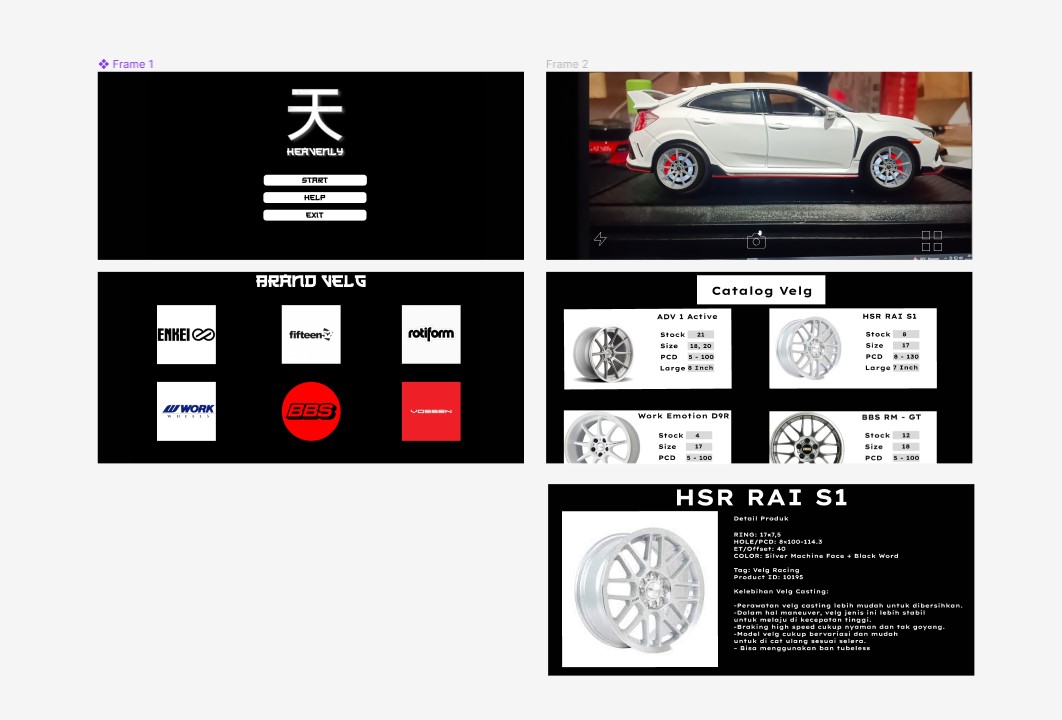 Frame 1
天
HEAVENLY
START
HELP
EXIT
Frame 2
BRAND VELG
ENKEI
fifteen52
rotiform
WORK
WHEELS
BBS
VOSSEN
Catalog Velg
ADV 1 Active
Stock 21
Size 18, 20
PCD 5 - 100
Large 8 Inch
HSR RAI S1
Stock 8
Size 17
PCD 8 - 130
Large 7 Inch
Work Emotion D9R
Stock 4
Size 17
PCD 5 - 100
BBS RM - GT
Stock 12
Size 18
PCD 5 - 100
HSR RAI S1
Detail Produk
RING: 17x7,5
HOLE/PCD: 8x100-114.3
ET/Offset: 40
COLOR: Silver Machine Face + Black Word
Tag: Velg Racing
Product ID: 10195
Kelebihan Velg Casting:
-Perawatan velg casting lebih mudah untuk dibersihkan.
-Dalam hal maneuver, velg jenis ini lebih stabil
untuk melaju di kecepatan tinggi.
-Braking high speed cukup nyaman dan tak goyang.
-Model velg cukup bervariasi dan mudah
untuk di cat ulang sesuai selera.
- Bisa menggunakan ban tubeless